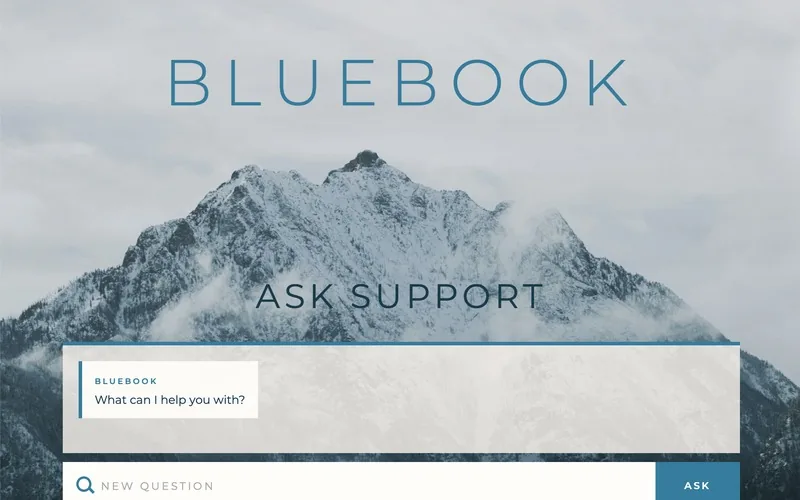 BLUEBOOK
ASK SUPPORT
BLUEBOOK
What can I help you with?
NEW QUESTION
ASK